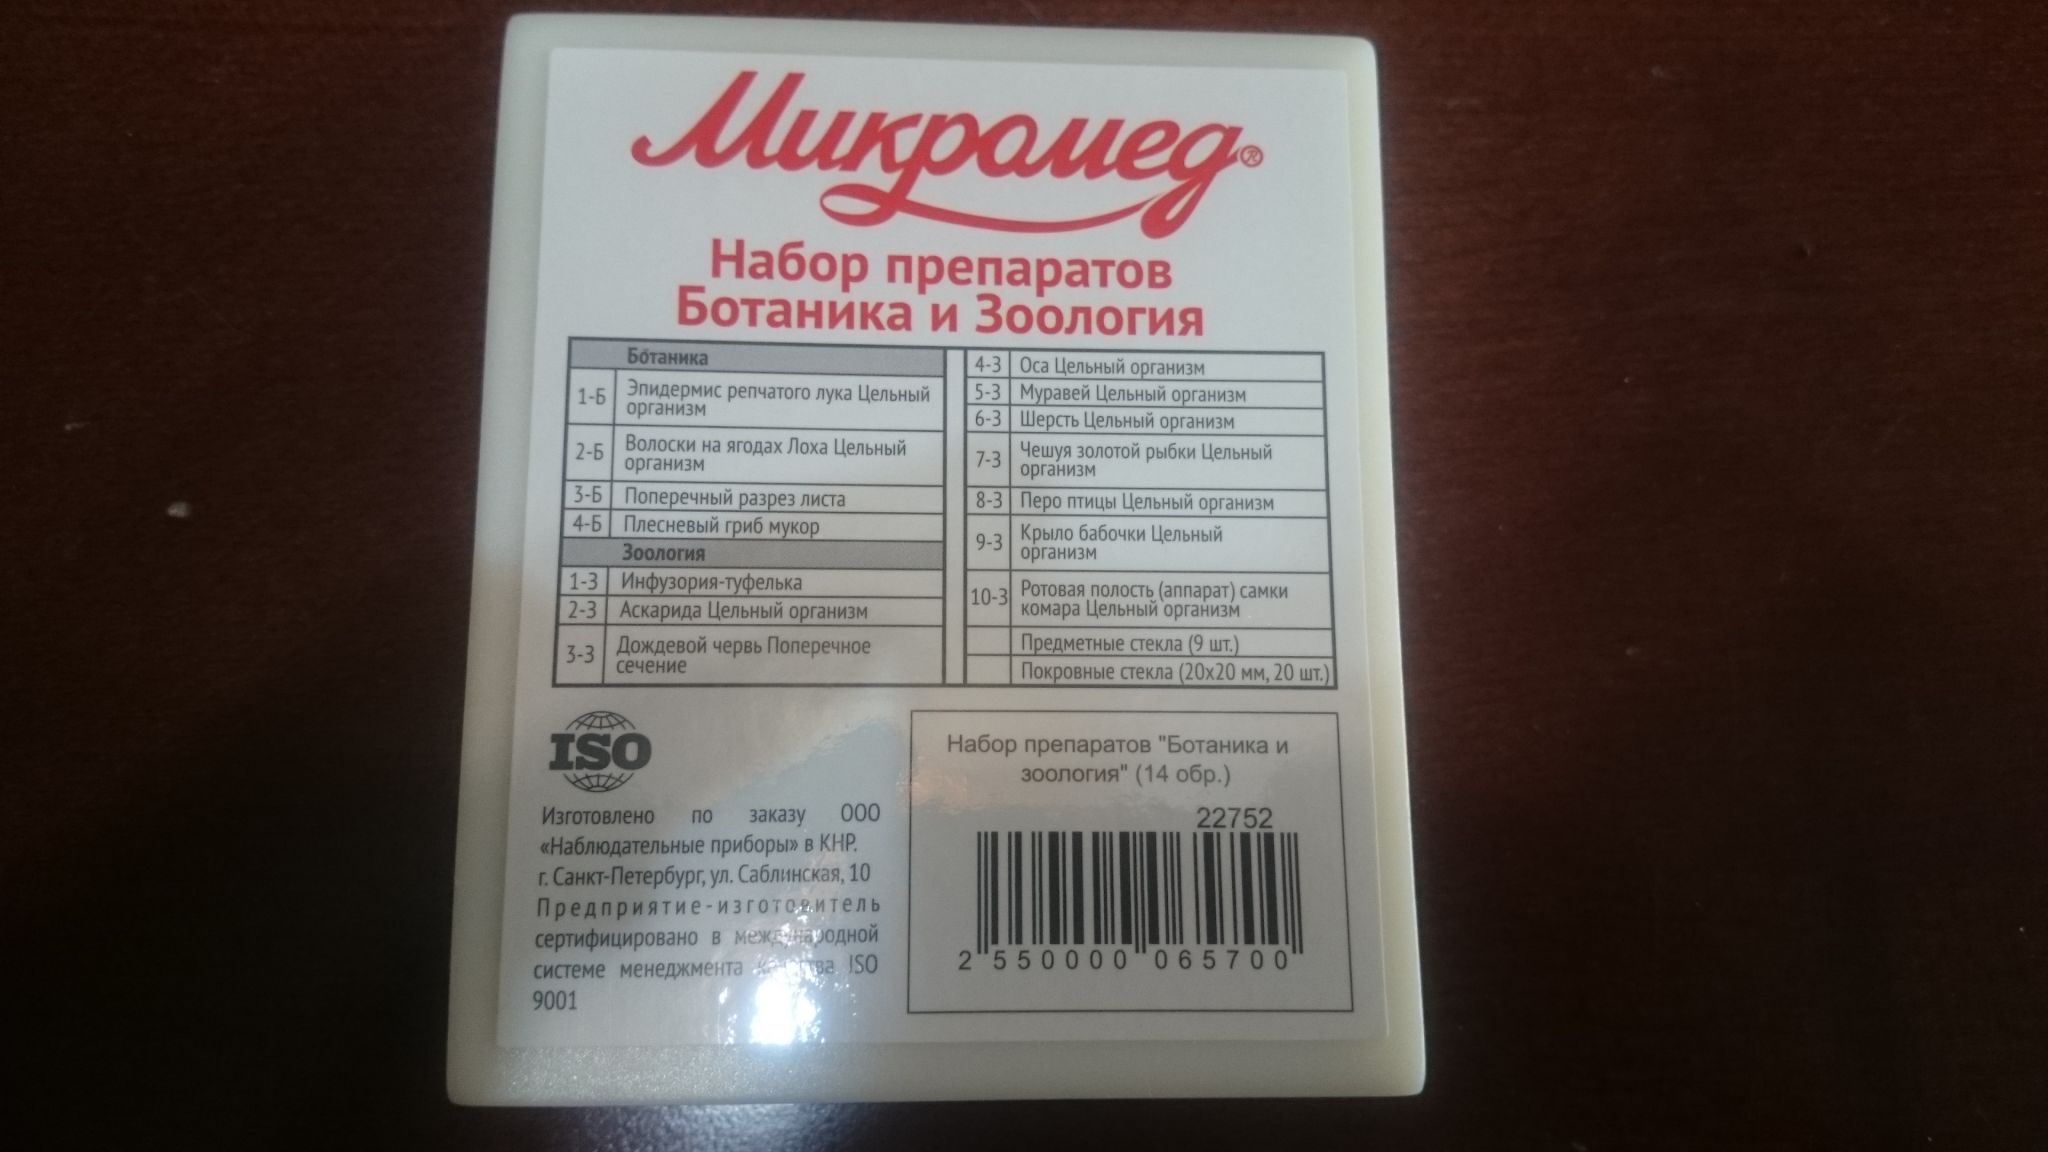 Микромед®
Набор препаратов
Ботаника и Зоология
Ботаника
1-Б Эпидермис репчатого лука Цельный
организм
2-Б Волоски на ягодах Лоха Цельный
организм
3-Б Поперечный разрез листа
4-Б Плесневый гриб мукор
Зоология
1-З Инфузория-туфелька
2-З Аскарида Цельный организм
3-З Дождевой червь Поперечное
сечение
4-З Оса Цельный организм
5-З Муравей Цельный организм
6-З Шерсть Цельный организм
7-З Чешуя золотой рыбки Цельный
организм
8-З Перо птицы Цельный организм
9-З Крыло бабочки Цельный
организм
10-З Ротовая полость (аппарат) самки
комара Цельный организм
Предметные стекла (9 шт.)
Покровные стекла (20х20 мм, 20 шт.)
ISO
Изготовлено по заказу ООО
«Наблюдательные приборы» в КНР.
г. Санкт-Петербург, ул. Саблинская, 10
Предприятие-изготовитель
сертифицировано в международной
системе менеджмента качества ISO
9001
Набор препаратов "Ботаника и
зоология" (14 обр.)
22752
2 550000 065700